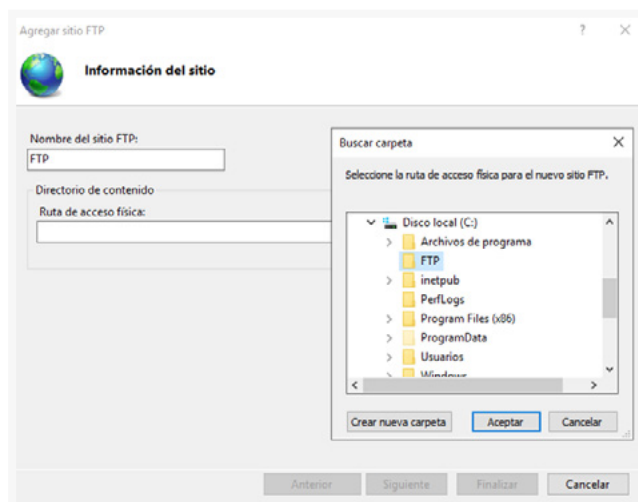 Agregar sitio FTP
Información del sitio
Nombre del sitio FTP:
FTP
Directorio de contenido
Ruta de acceso física:
Buscar carpeta
Seleccione la ruta de acceso física para el nuevo sitio FTP.
Disco local (C:)
Archivos de programa
FTP
inetpub
PerfLogs
Program Files (x86)
ProgramData
Usuarios
Windows
Crear nueva carpeta
Aceptar
Cancelar
Anterior
Siguiente
Finalizar
Cancelar